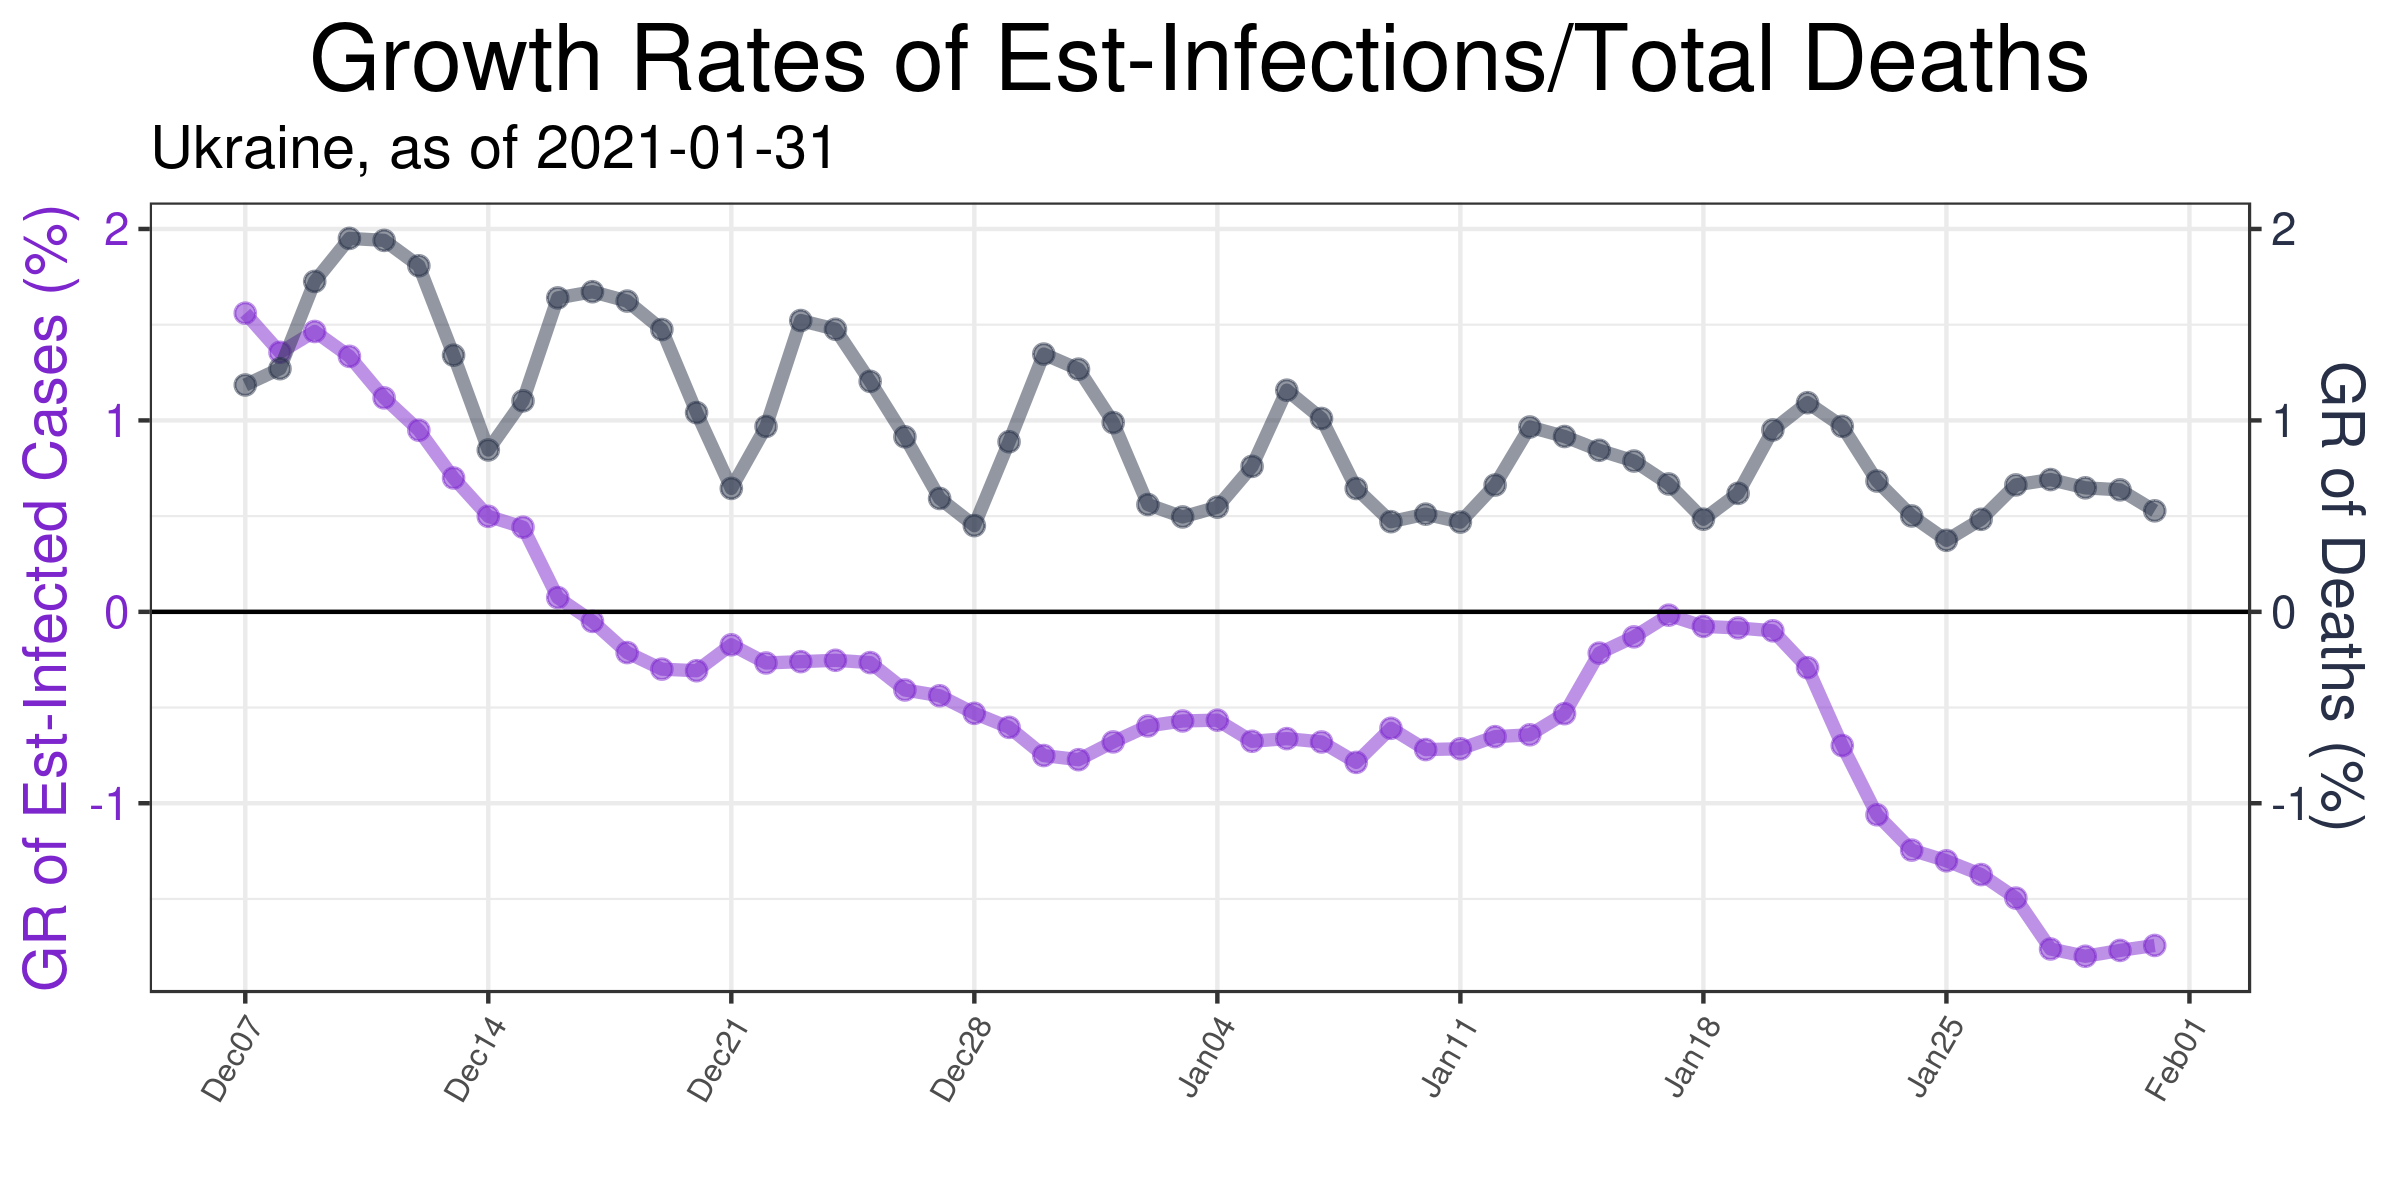 Growth Rates of Est-Infections/Total Deaths
Ukraine, as of 2021-01-31
GR of Est-Infected Cases (%)
2
1
0
-1
2
1
0
-1
GR of Deaths (%)
Dec07
Dec14
Dec21
Dec28
Jan04
Jan11
Jan18
Jan25
Feb01